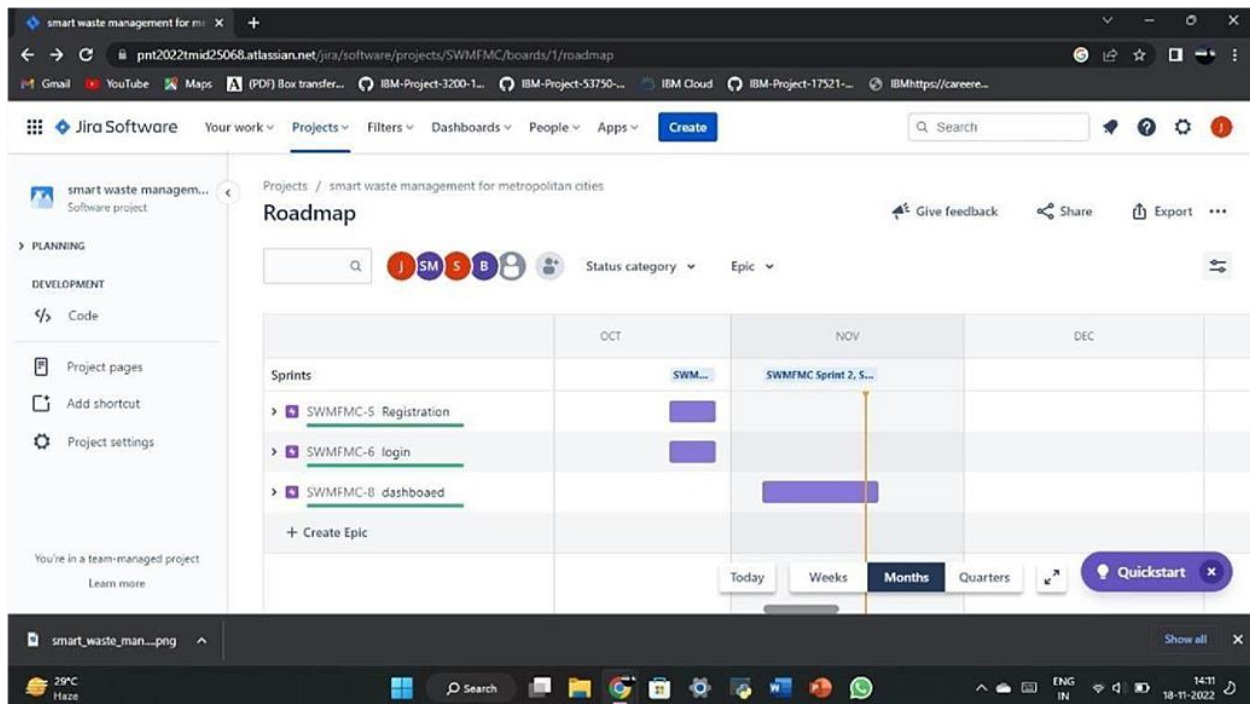 smart waste management for m
pnt2022tmid25068.atlassian.net/jira/software/projects/SWMFMC/boards/1/roadmap
Gmail YouTube Maps (PDF) Box transfer... IBM-Project-3200-1... IBM-Project-53750-... IBM Cloud IBM-Project-17521-... IBMhttps://careere...
Jira Software Your work Projects Filters Dashboards People Apps Create Search J
smart waste managem...
Software project
Projects / smart waste management for metropolitan cities
Roadmap
Give feedback Share Export
PLANNING
J SM S B Status category Epic
DEVELOPMENT
Code
OCT NOV DEC
Project pages
Sprints SWM... SWMFMC Sprint 2, S...
Add shortcut
SWMFMC-5 Registration
Project settings
SWMFMC-6 login
SWMFMC-8 dashboaed
+ Create Epic
You're in a team-managed project
Learn more
Today Weeks Months Quarters Quickstart
smart_waste_man....png Show all
29°C
Haze
Search
ENG
IN
14:11
18-11-2022